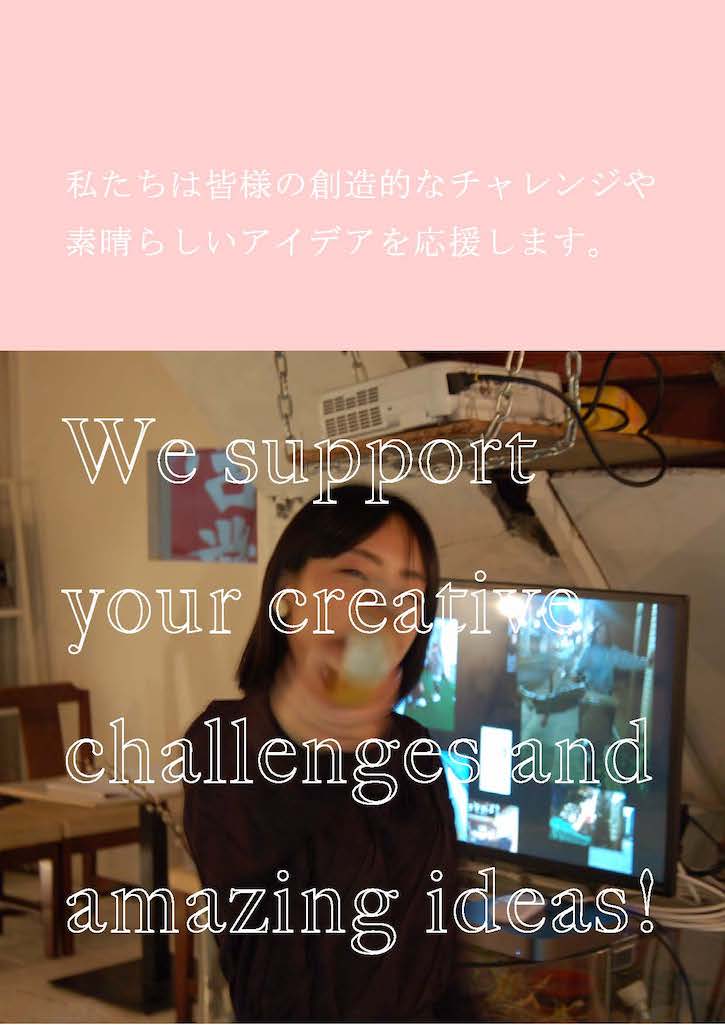 私たちは皆様の創造的なチャレンジや
素晴らしいアイデアを応援します。
We support
your creative
challenges and
amazing ideas!